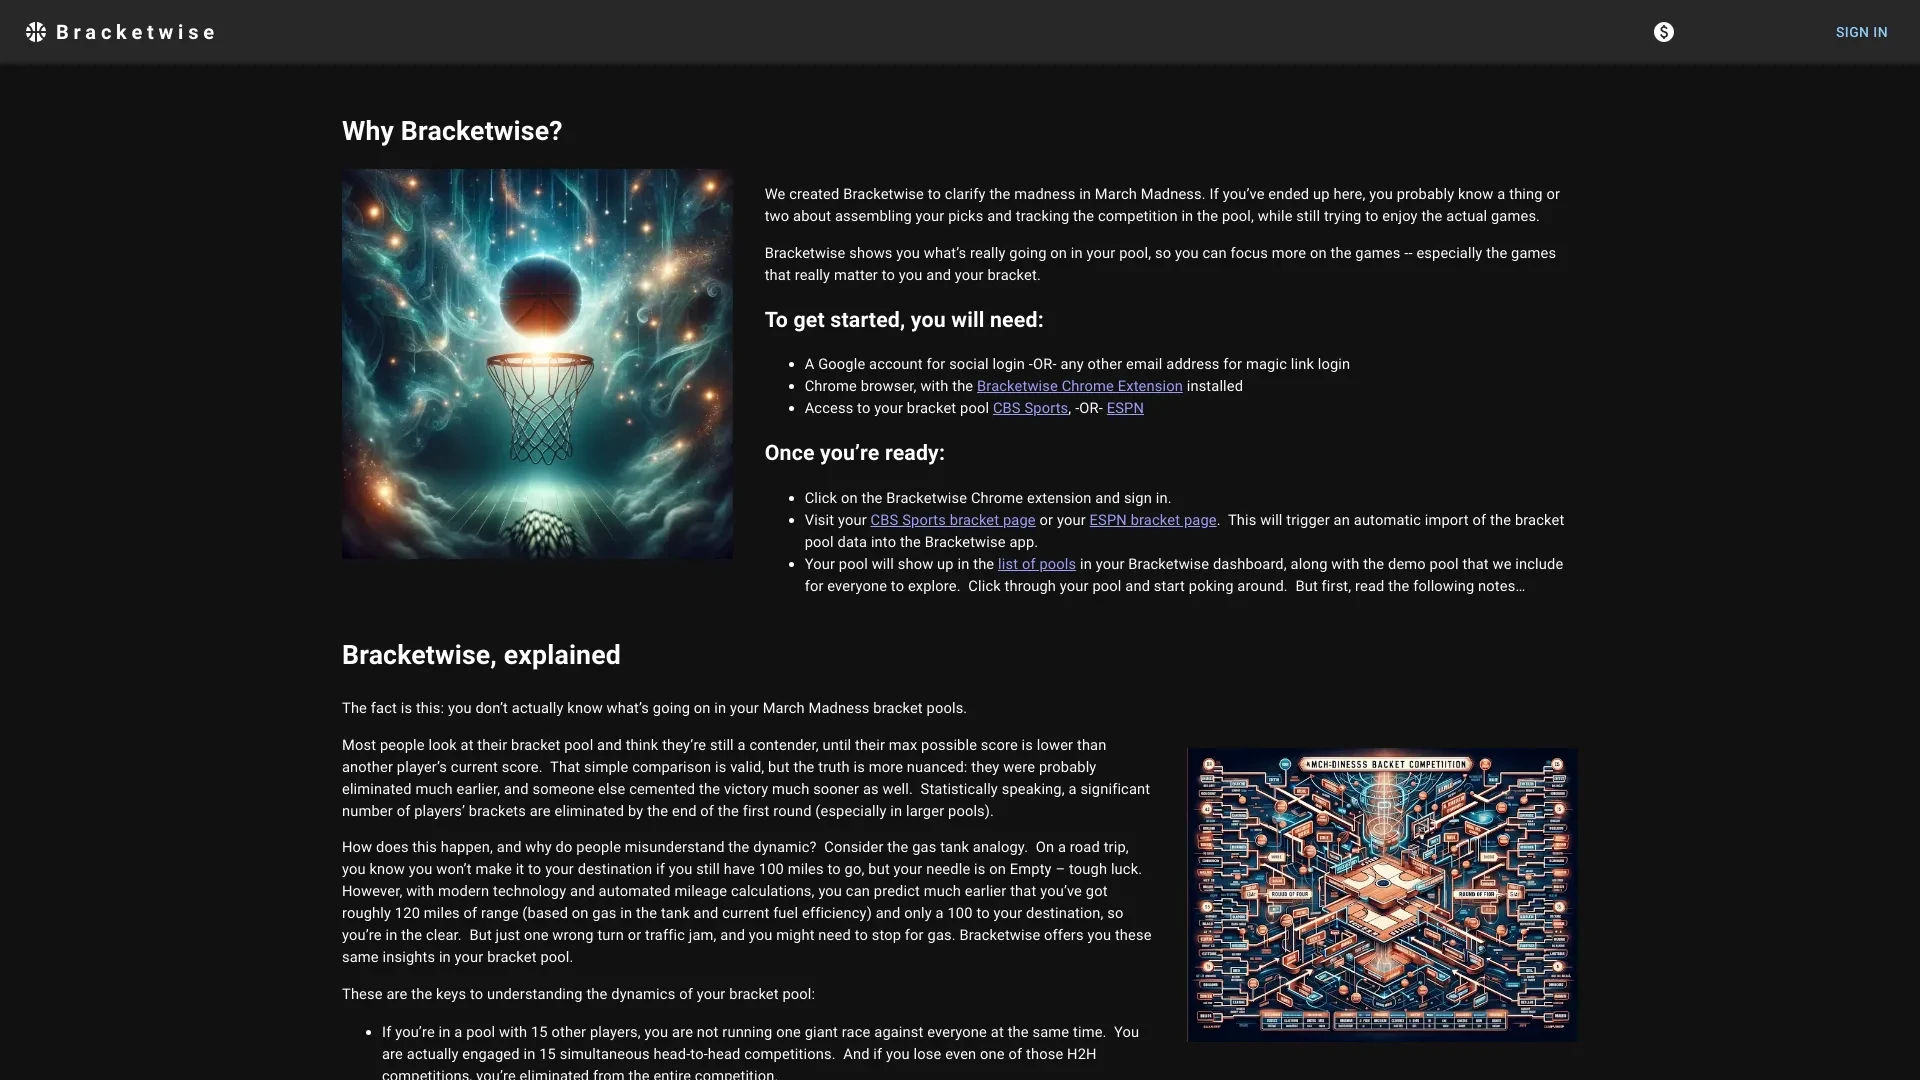 Bracketwise
$
SIGN IN
Why Bracketwise?
We created Bracketwise to clarify the madness in March Madness. If you’ve ended up here, you probably know a thing or
two about assembling your picks and tracking the competition in the pool, while still trying to enjoy the actual games.
Bracketwise shows you what’s really going on in your pool, so you can focus more on the games -- especially the games
that really matter to you and your bracket.
To get started, you will need:
• A Google account for social login -OR- any other email address for magic link login
• Chrome browser, with the Bracketwise Chrome Extension installed
• Access to your bracket pool CBS Sports, -OR- ESPN
Once you’re ready:
• Click on the Bracketwise Chrome extension and sign in.
• Visit your CBS Sports bracket page or your ESPN bracket page.  This will trigger an automatic import of the bracket
pool data into the Bracketwise app.
• Your pool will show up in the list of pools in your Bracketwise dashboard, along with the demo pool that we include
for everyone to explore.  Click through your pool and start poking around.  But first, read the following notes…
Bracketwise, explained
The fact is this: you don’t actually know what’s going on in your March Madness bracket pools.
Most people look at their bracket pool and think they’re still a contender, until their max possible score is lower than
another player’s current score.  That simple comparison is valid, but the truth is more nuanced: they were probably
eliminated much earlier, and someone else cemented the victory much sooner as well.  Statistically speaking, a significant
number of players’ brackets are eliminated by the end of the first round (especially in larger pools).
How does this happen, and why do people misunderstand the dynamic?  Consider the gas tank analogy.  On a road trip,
you know you won’t make it to your destination if you still have 100 miles to go, but your needle is on Empty – tough luck.
However, with modern technology and automated mileage calculations, you can predict much earlier that you’ve got
roughly 120 miles of range (based on gas in the tank and current fuel efficiency) and only a 100 to your destination, so
you’re in the clear.  But just one wrong turn or traffic jam, and you might need to stop for gas. Bracketwise offers you these
same insights in your bracket pool.
These are the keys to understanding the dynamics of your bracket pool:
• If you’re in a pool with 15 other players, you are not running one giant race against everyone at the same time.  You
are actually engaged in 15 simultaneous head-to-head competitions.  And if you lose even one of those H2H
competitions, you’re eliminated from the entire competition.
BACKET COMPETIITION